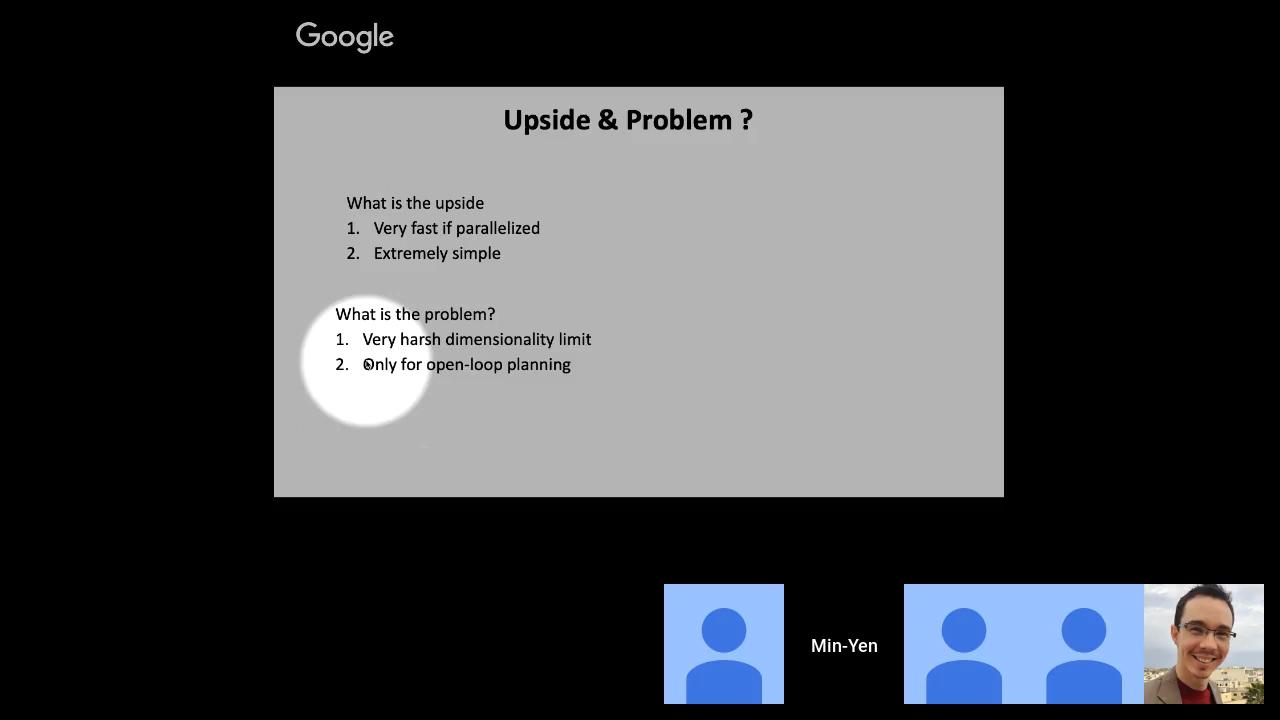 Google
Upside & Problem ?
What is the upside
1. Very fast if parallelized
2. Extremely simple
What is the problem?
1. Very harsh dimensionality limit
2. Only for open-loop planning
Min-Yen